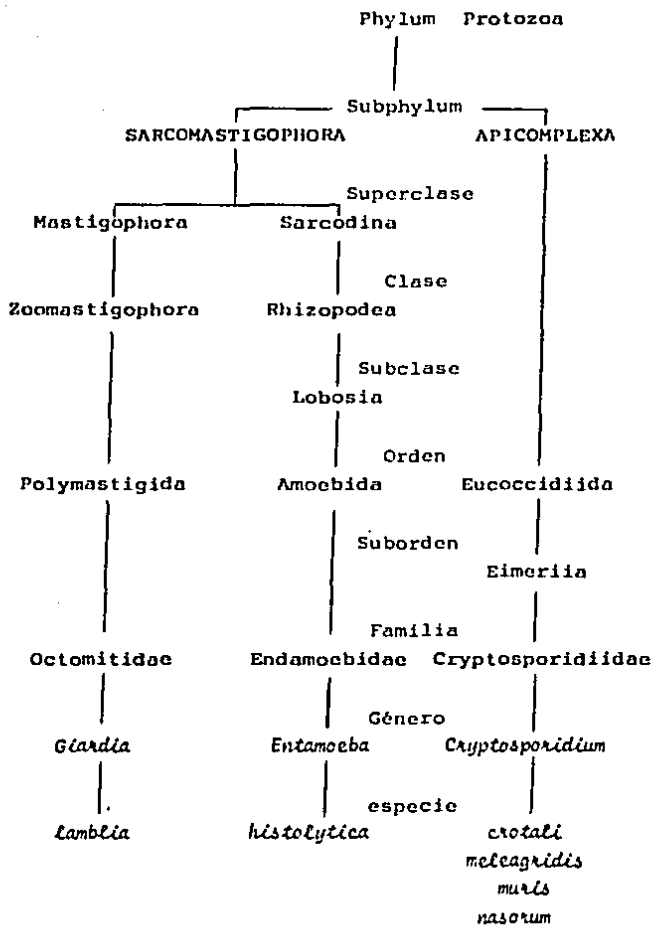 Phylum Protozoa
Subphylum
SARCOMASTIGOPHORA APICOMPLEXA
Superclase
Mastigophora Sarcodina
Clase
Zoomastigophora Rhizopodea
Subclase
Lobosia
Orden
Polymastigida Amoebida Eucoccidiida
Suborden
Eimeriia
Familia
Octomitidae Endamoebidae Cryptosporidiidae
Género
Giardia Entamoeba Cryptosporidium
especie
lamblia histolytica crotali
meleagridis
muris
nasorum